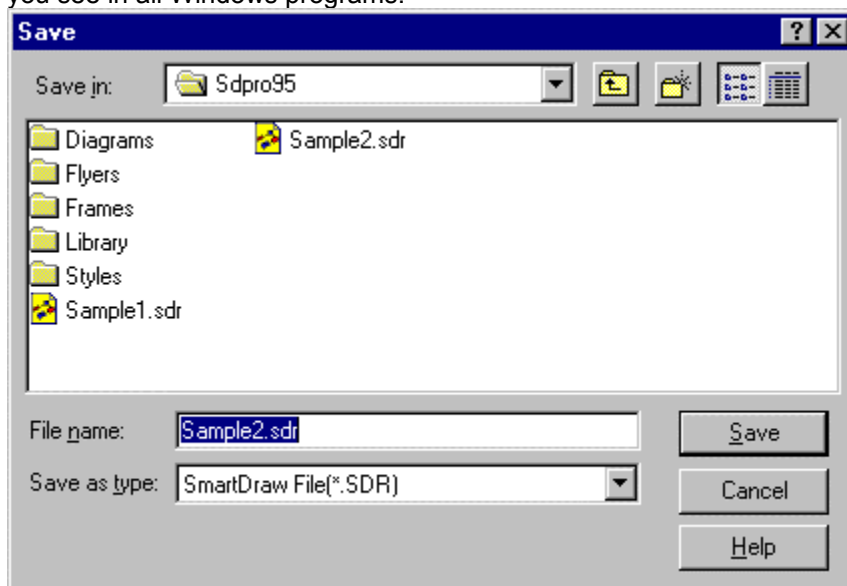 you see in all Windows programs.
Save
Save in: Sdpro95
Diagrams Sample2.sdr
Flyers
Frames
Library
Styles
Sample1.sdr
File name: Sample2.sdr Save
Save as type: SmartDraw File(*.SDR) Cancel
Help